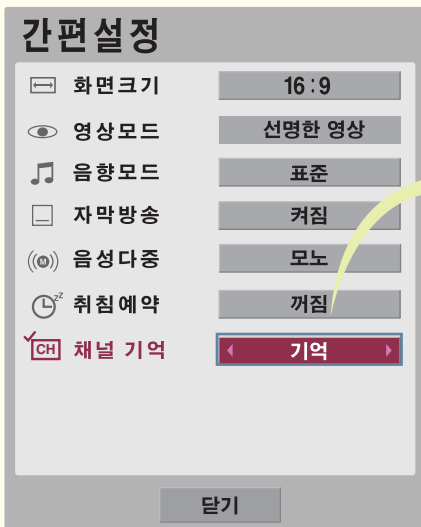 간편설정
화면크기 16:9
영상모드 선명한 영상
음향모드 표준
자막방송 켜짐
((M)) 음성다중 모노
zz 취침예약 꺼짐
CH 채널 기억 기억
닫기